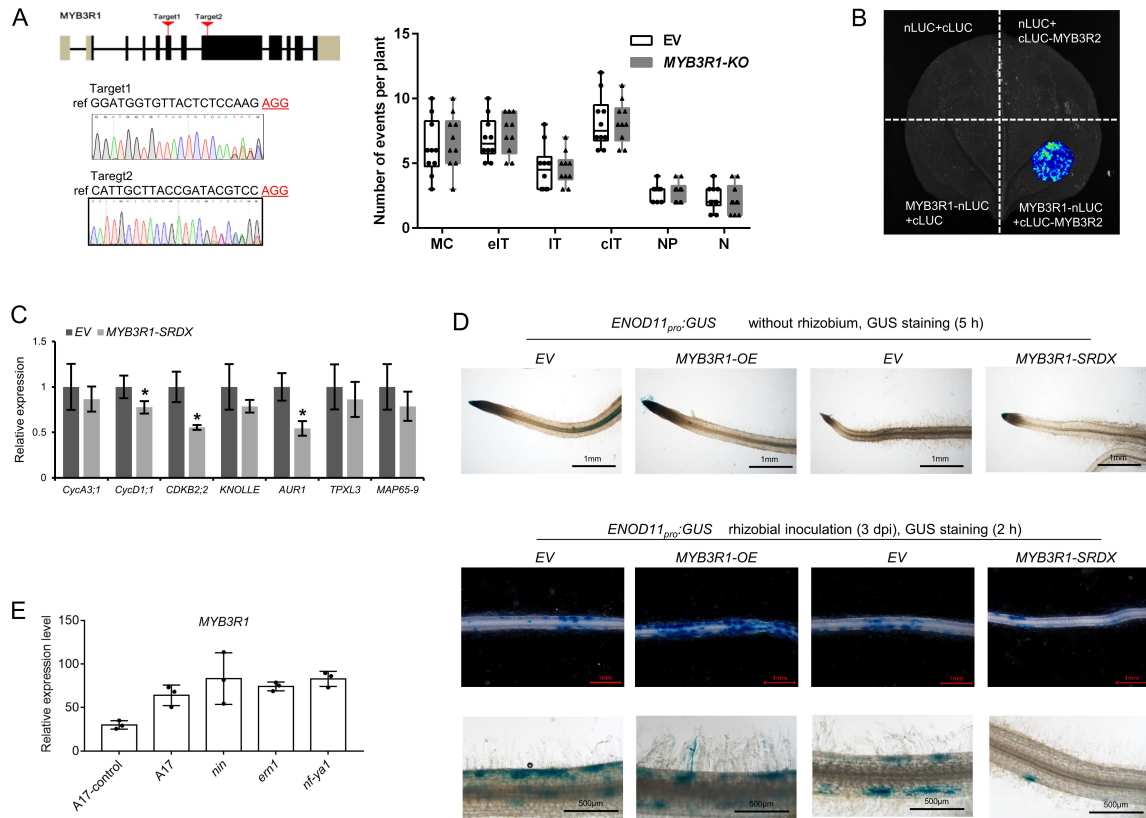 A
MYB3R1
Target1
Target2
Target1
ref GGATGGTGTTACTCTCCAAG AGG
Taregt2
ref CATTGCTTACCGATACGTCC AGG
Number of events per plant
15
10
5
0
EV
MYB3R1-KO
MC eIT IT cIT NP N
B
nLUC+cLUC
nLUC+
cLUC-MYB3R2
MYB3R1-nLUC
+cLUC
MYB3R1-nLUC
+cLUC-MYB3R2
C
EV MYB3R1-SRDX
Relative expression
1.5
1
0.5
0
* * *
CycA3;1 CycD1;1 CDKB2;2 KNOLLE AUR1 TPXL3 MAP65-9
D
ENOD11pro:GUS without rhizobium, GUS staining (5 h)
EV MYB3R1-OE EV MYB3R1-SRDX
1mm 1mm 1mm 1mm
ENOD11pro:GUS rhizobial inoculation (3 dpi), GUS staining (2 h)
EV MYB3R1-OE EV MYB3R1-SRDX
1mm 1mm 1mm 1mm
500μm 500μm 500μm 500μm
E
MYB3R1
Relative expression level
150
100
50
0
A17-control A17 nin ern1 nf-ya1